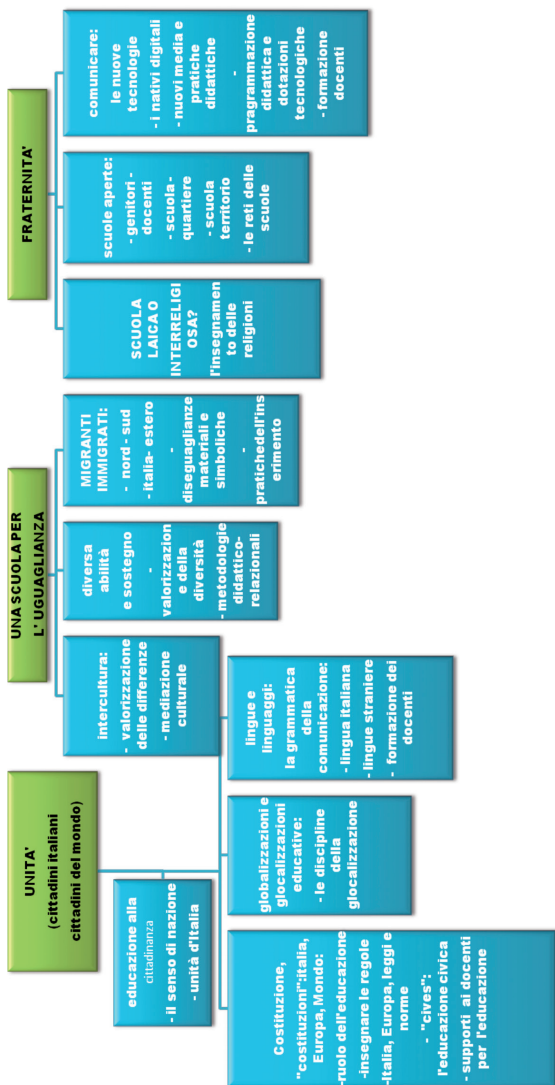 UNITA'
(cittadini italiani
cittadini del mondo)
educazione alla
cittadinanza
- il senso di nazione
- unità d'Italia
Costituzione,
"costituzioni":italia,
Europa, Mondo:
-ruolo dell'educazione
-insegnare le regole
-Italia, Europa, leggi e
norme
- "cives":
l'educazione civica
- supporti ai docenti
per l'educazione
globalizzazioni e
glocalizzazioni
educative:
- le discipline
della
glocalizzazione
lingue e
linguaggi:
la grammatica
della
comunicazione:
- lingua italiana
- lingue straniere
- formazione dei
docenti
UNA SCUOLA PER
L' UGUAGLIANZA
intercultura:
- valorizzazione
delle differenze
- mediazione
culturale
diversa
abilità
e sostegno
-
valorizzazion
e della
diversità
- metodologie
didattico-
relazionali
MIGRANTI
IMMIGRATI:
- nord - sud
- italia- estero
-
diseguaglianze
materiali e
simboliche
-
pratichedell'ins
erimento
FRATERNITA'
SCUOLA
LAICA O
INTERRELIGI
OSA?
l'insegnamen
to delle
religioni
scuole aperte:
- genitori -
docenti
- scuola -
quartiere
- scuola
territorio
- le reti delle
scuole
comunicare:
le nuove
tecnologie
- i nativi digitali
- nuovi media e
pratiche
didattiche
-
pragrammazione
didattica e
dotazioni
tecnologiche
- formazione
docenti